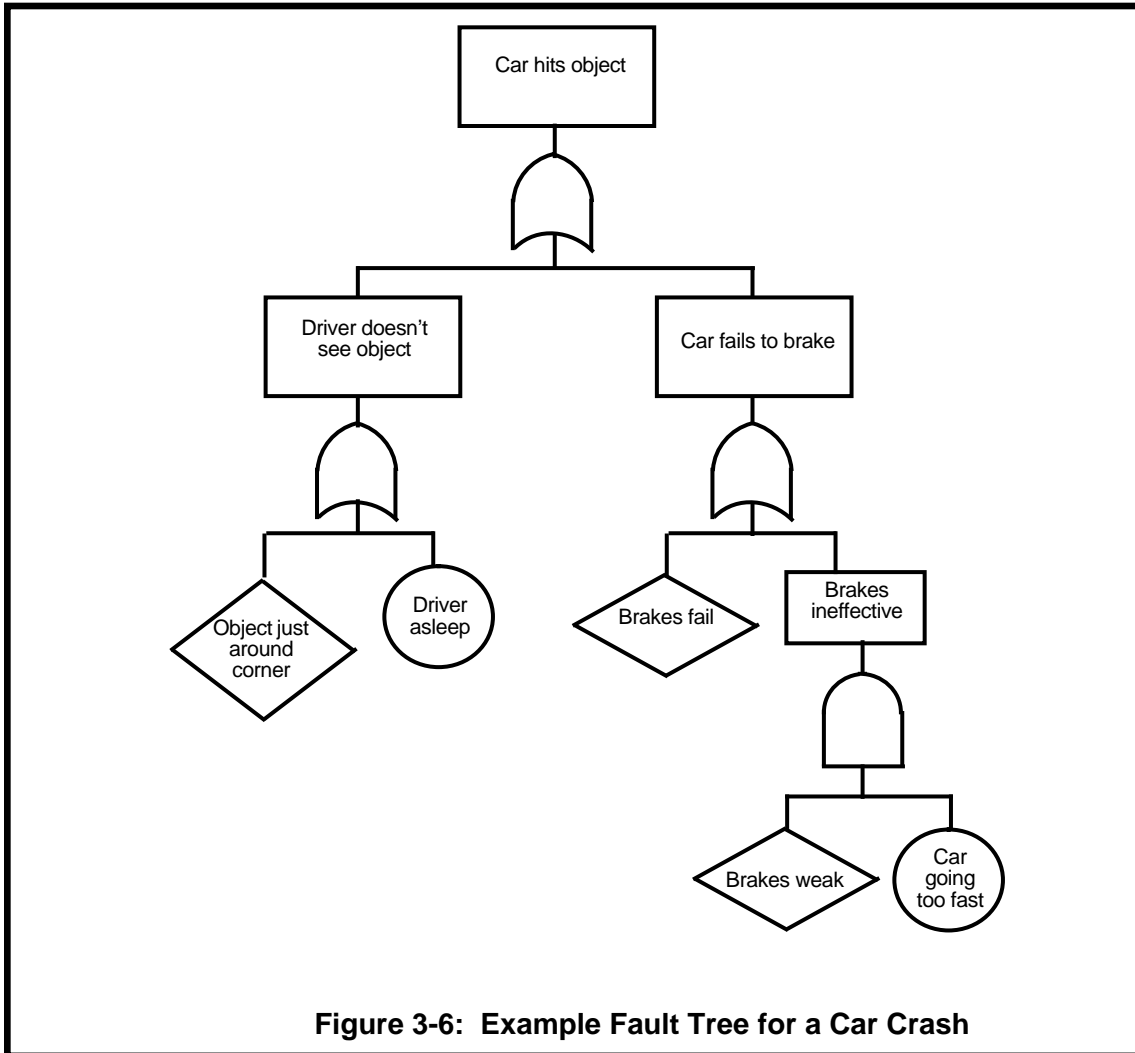 Car hits object
Driver doesn’t
see object
Car fails to brake
Object just
around
corner
Driver
asleep
Brakes fail
Brakes
ineffective
Brakes weak
Car
going
too fast
Figure 3-6:  Example Fault Tree for a Car Crash